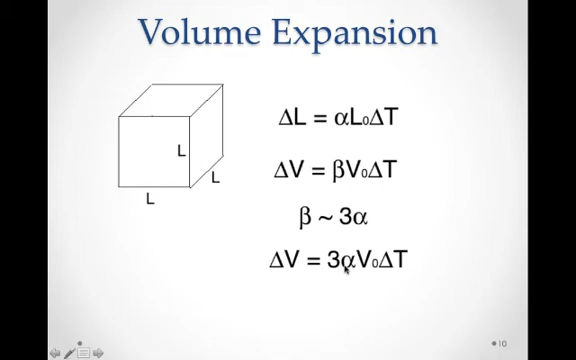 Volume Expansion
ΔL = αL₀ΔT
ΔV = βV₀ΔT
β ~ 3α
ΔV = 3αV₀ΔT
L
L
L
10